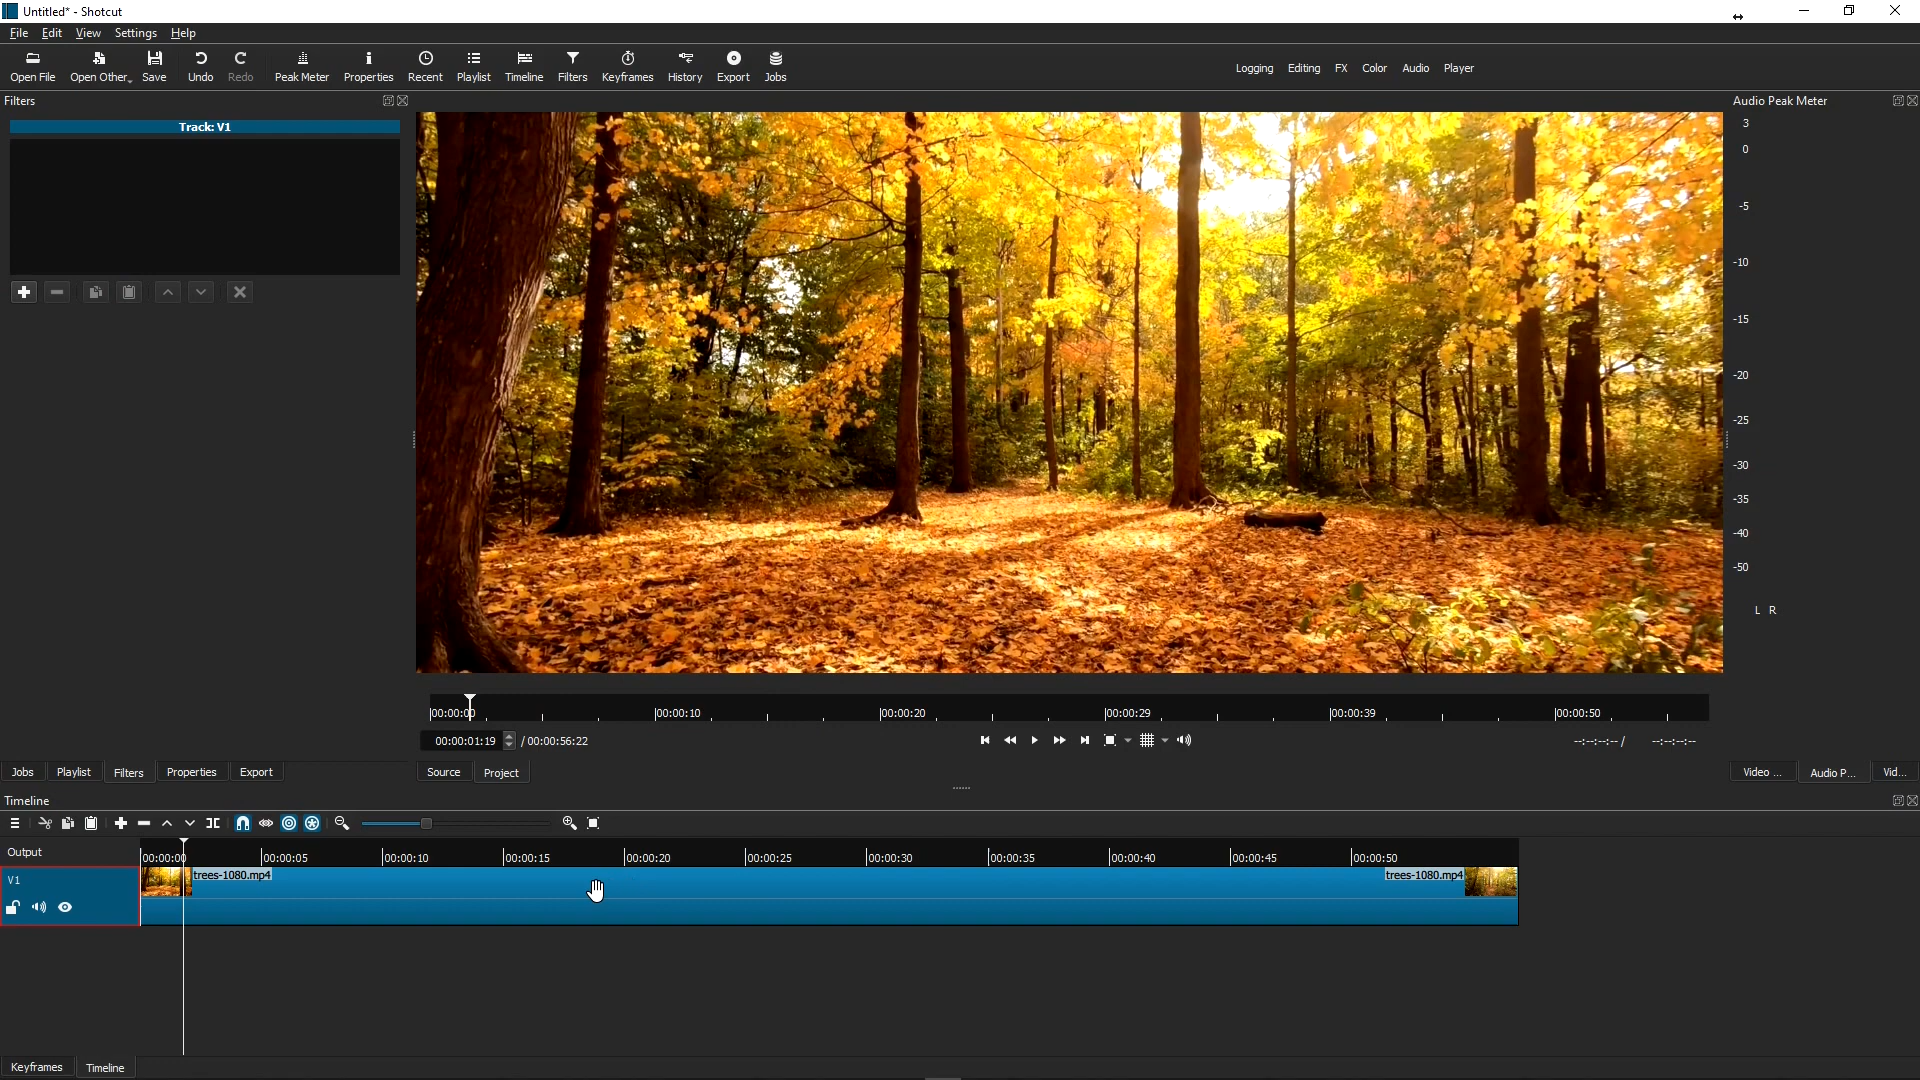 Untitled* - Shotcut
File Edit View Settings Help
Open File Open Other... Save Undo Redo Peak Meter Properties Recent Playlist Timeline Filters Keyframes History Export Jobs Logging Editing FX Color Audio Player
Filters
Track: V1
Audio Peak Meter
3
0
-5
-10
-15
-20
-25
-30
-35
-40
-50
L R
00:00:00 00:00:10 00:00:20 00:00:29 00:00:39 00:00:50
00:00:01:19 / 00:00:56:22 --:--:--:-- / --:--:--:--
Jobs Playlist Filters Properties Export Source Project Video ... Audio P... Vid...
Timeline
Output
00:00:00 00:00:05 00:00:10 00:00:15 00:00:20 00:00:25 00:00:30 00:00:35 00:00:40 00:00:45 00:00:50
V1
trees-1080.mp4 trees-1080.mp4
Keyframes Timeline